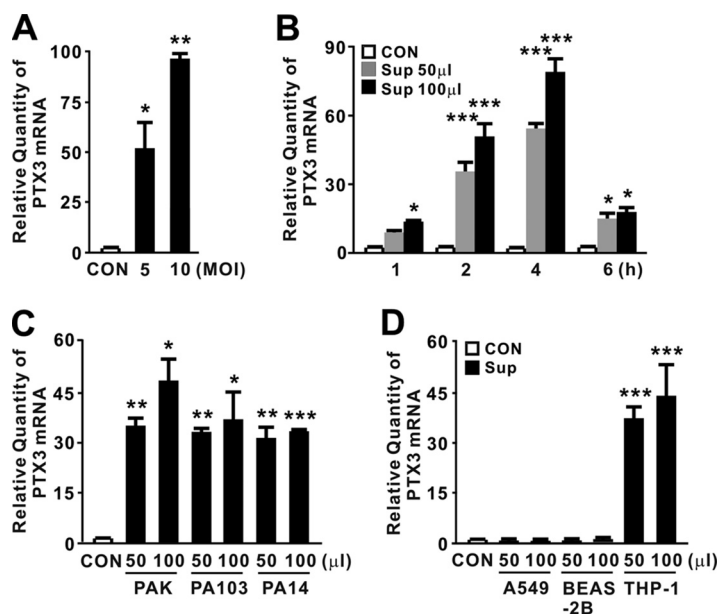 A
Relative Quantity of
PTX3 mRNA
100
75
50
25
0
*
**
CON 5 10 (MOI)
B
Relative Quantity of
PTX3 mRNA
90
60
30
0
CON
Sup 50μl
Sup 100μl
*
***
***
***
***
*
*
1 2 4 6 (h)
C
Relative Quantity of
PTX3 mRNA
60
45
30
15
0
**
*
**
*
**
***
CON 50 100 50 100 50 100 (μl)
PAK PA103 PA14
D
Relative Quantity of
PTX3 mRNA
60
45
30
15
0
CON
Sup
***
***
CON 50 100 50 100 50 100 (μl)
A549 BEAS THP-1
-2B